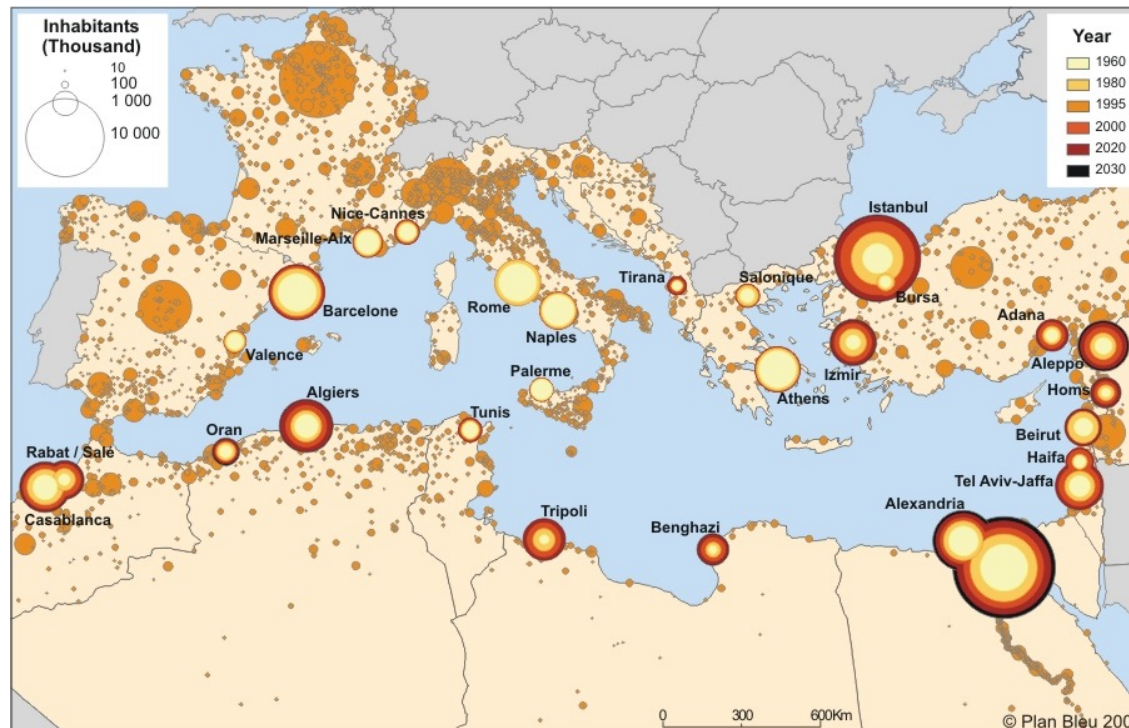 Inhabitants
(Thousand)
10
100
1 000
10 000
Year
1960
1980
1995
2000
2020
2030
Istanbul
Nice-Cannes
Marseille-Aix
Tirana
Salonique
Bursa
Rome
Barcelone
Adana
Naples
Valence
Izmir
Aleppo
Palerme
Athens
Homs
Algiers
Tunis
Oran
Beirut
Rabat / Salé
Haifa
Tel Aviv-Jaffa
Alexandria
Casablanca
Tripoli
Benghazi
0 300 600Km
© Plan Bleu 200